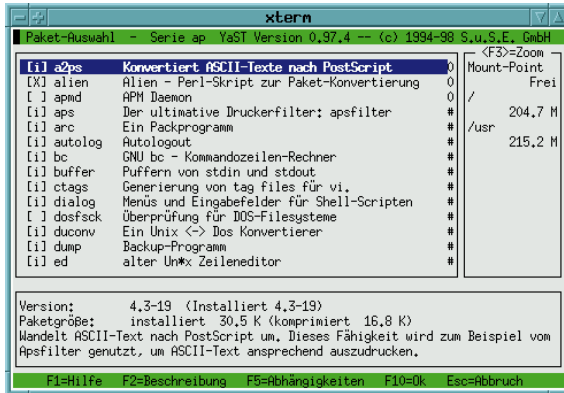 xterm
Paket-Auswahl - Serie ap YaST Version 0.97.4 -- (c) 1994-98 S.u.S.E. GmbH
<F3>=Zoom
[i] a2ps Konvertiert ASCII-Texte nach PostScript 0
Mount-Point
[X] alien Alien - Perl-Skript zur Paket-Konvertierung 0
Frei
[ ] apmd APM Daemon 0
/
[i] aps Der ultimative Druckerfilter: apsfilter #
204.7 M
[i] arc Ein Packprogramm #
/usr
[i] autolog Autologout #
215.2 M
[i] bc GNU bc - Kommandozeilen-Rechner #
[i] buffer Puffern von stdin und stdout #
[i] ctags Generierung von tag files für vi. #
[i] dialog Menüs und Eingabefelder für Shell-Scripten #
[ ] dosfsck Überprüfung für DOS-Filesysteme #
[i] duconv Ein Unix <-> Dos Konvertierer #
[i] dump Backup-Programm #
[i] ed alter Un*x Zeileneditor #
Version: 4.3-19 (Installiert 4.3-19)
Paketgröße: installiert 30.5 K (komprimiert 16.8 K)
Wandelt ASCII-Text nach PostScript um. Dieses Fähigkeit wird zum Beispiel vom
Apsfilter genutzt, um ASCII-Text ansprechend auszudrucken.
F1=Hilfe F2=Beschreibung F5=Abhängigkeiten F10=Ok Esc=Abbruch